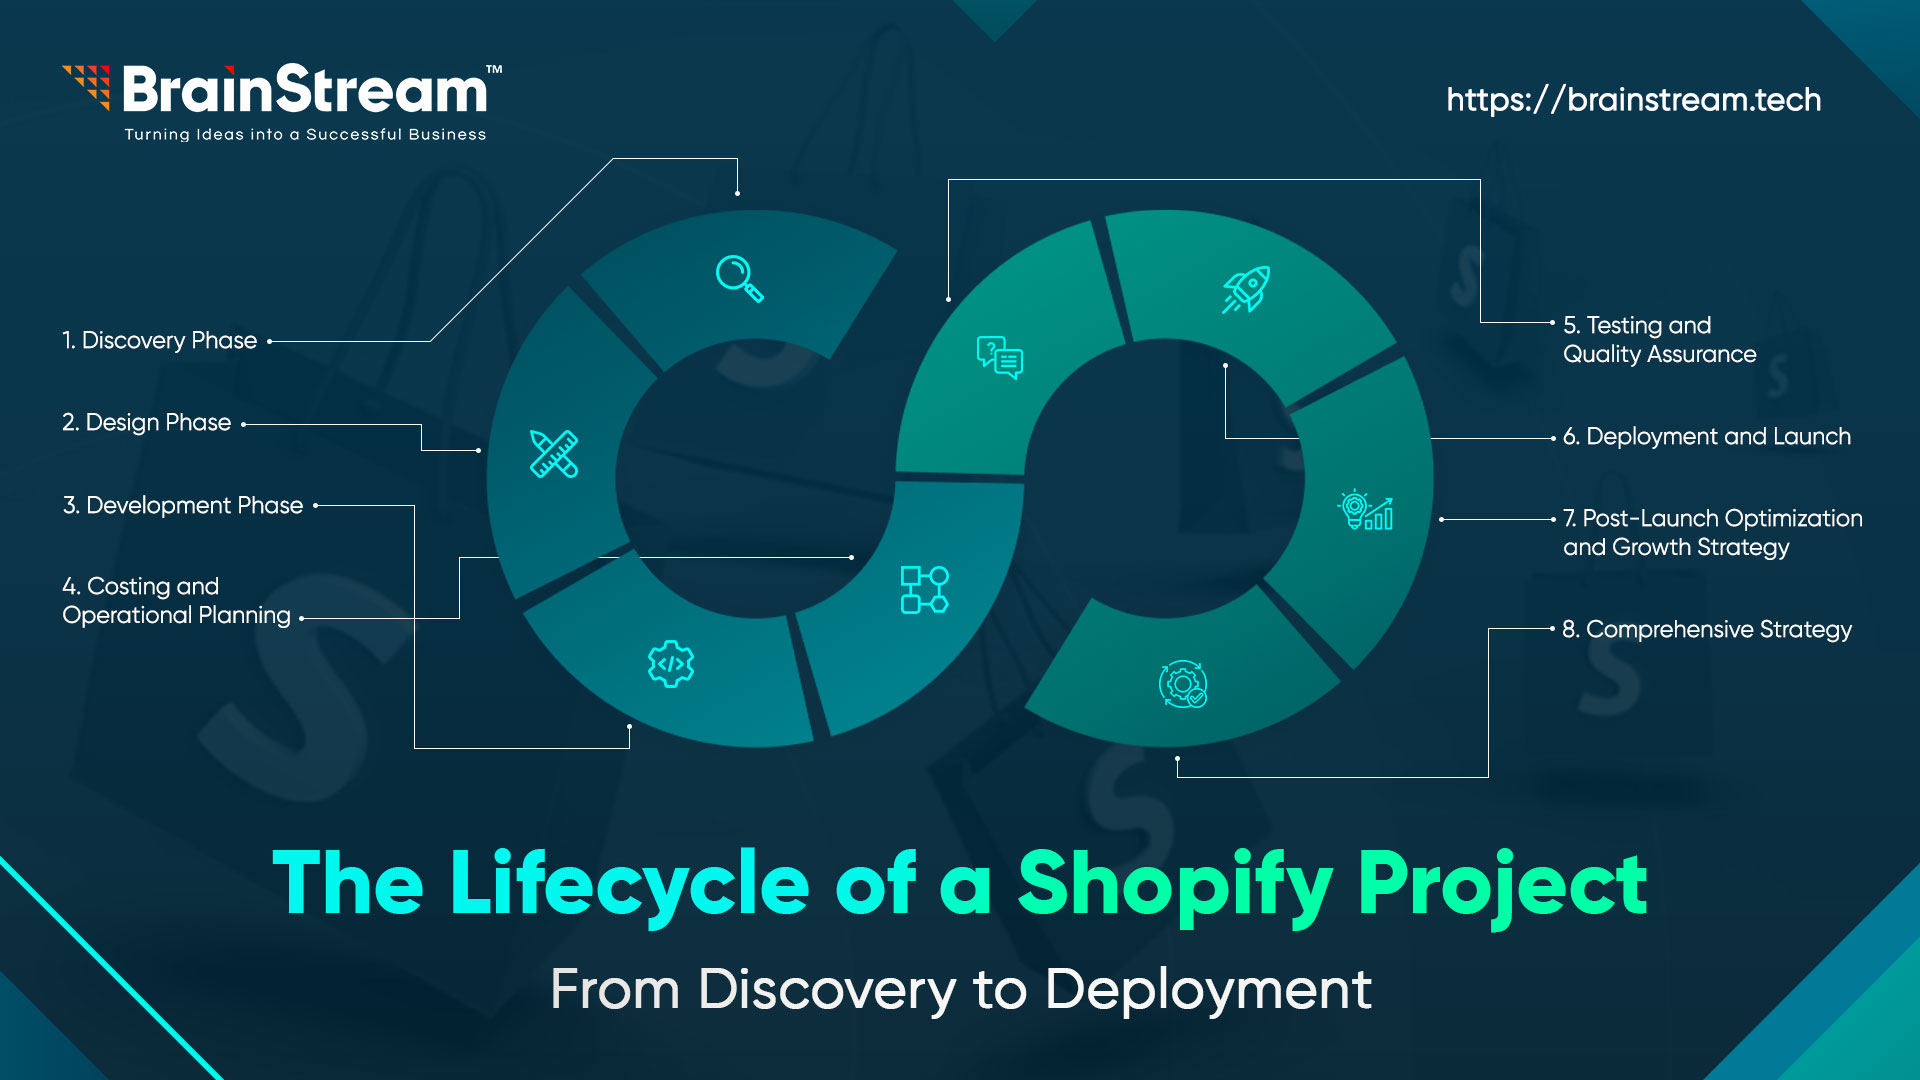 BrainStream™
Turning Ideas into a Successful Business
https://brainstream.tech
1. Discovery Phase
2. Design Phase
3. Development Phase
4. Costing and
Operational Planning
5. Testing and
Quality Assurance
6. Deployment and Launch
7. Post-Launch Optimization
and Growth Strategy
8. Comprehensive Strategy
The Lifecycle of a Shopify Project
From Discovery to Deployment